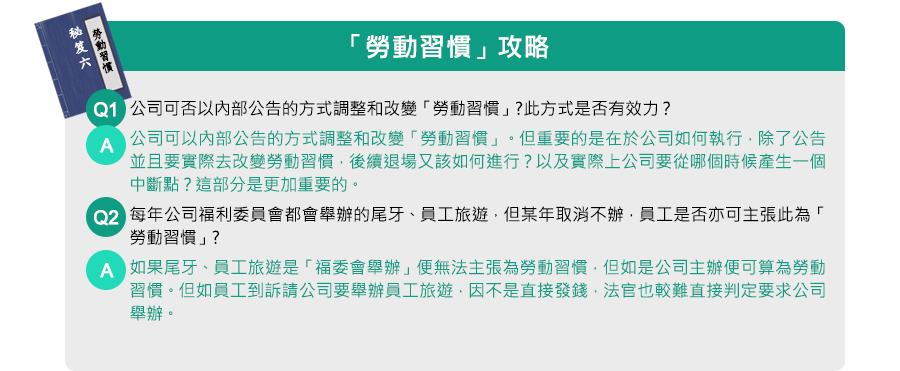 秘笈六
勞動習慣
「勞動習慣」攻略
Q1 公司可否以內部公告的方式調整和改變「勞動習慣」?此方式是否有效力?
A 公司可以內部公告的方式調整和改變「勞動習慣」。但重要的是在於公司如何執行，除了公告
並且要實際去改變勞動習慣，後續退場又該如何進行？以及實際上公司要從哪個時候產生一個
中斷點？這部分是更加重要的。
Q2 每年公司福利委員會都會舉辦的尾牙、員工旅遊，但某年取消不辦，員工是否亦可主張此為「
勞動習慣」?
A 如果尾牙、員工旅遊是「福委會舉辦」便無法主張為勞動習慣，但如是公司主辦便可算為勞動
習慣。但如員工到訴請公司要舉辦員工旅遊，因不是直接發錢，法官也較難直接判定要求公司
舉辦。